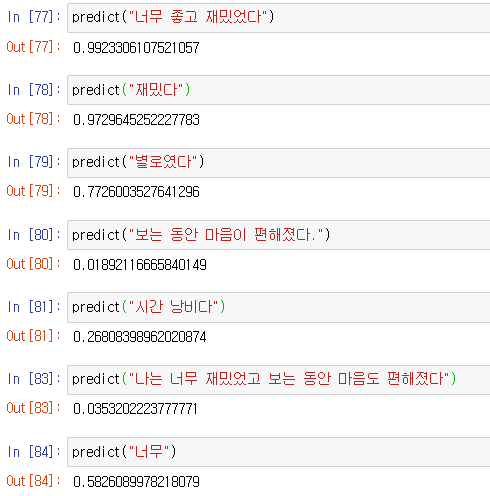 In [77]: predict("너무 좋고 재밌었다")
Out[77]: 0.9923306107521057
In [78]: predict("재밌다")
Out[78]: 0.9729645252227783
In [79]: predict("별로였다")
Out[79]: 0.7726003527641296
In [80]: predict("보는 동안 마음이 편해졌다.")
Out[80]: 0.01892116665840149
In [81]: predict("시간 낭비다")
Out[81]: 0.26808398962020874
In [83]: predict("나는 너무 재밌었고 보는 동안 마음도 편해졌다")
Out[83]: 0.0353202223777771
In [84]: predict("너무")
Out[84]: 0.5826089978218079